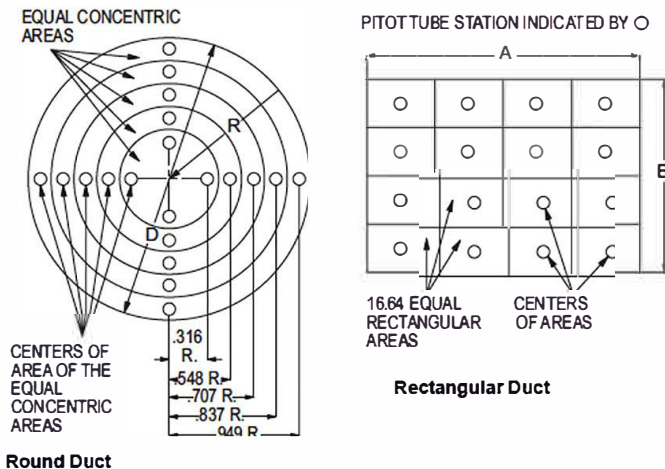 EQUAL CONCENTRIC
AREAS
R
D
.316
R.
.548 R.
.707 R.
.837 R.
.949 R
CENTERS OF
AREA OF THE
EQUAL
CONCENTRIC
AREAS
Round Duct
PITOT TUBE STATION INDICATED BY O
A
16.64 EQUAL
RECTANGULAR
AREAS
CENTERS
OF AREAS
Rectangular Duct